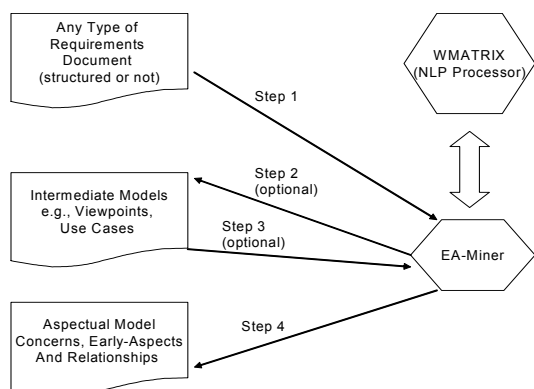 Any Type of
Requirements
Document
(structured or not)
WMATRIX
(NLP Processor)
Step 1
Step 2
(optional)
Intermediate Models
e.g., Viewpoints,
Use Cases
Step 3
(optional)
EA-Miner
Step 4
Aspectual Model
Concerns, Early-Aspects
And Relationships